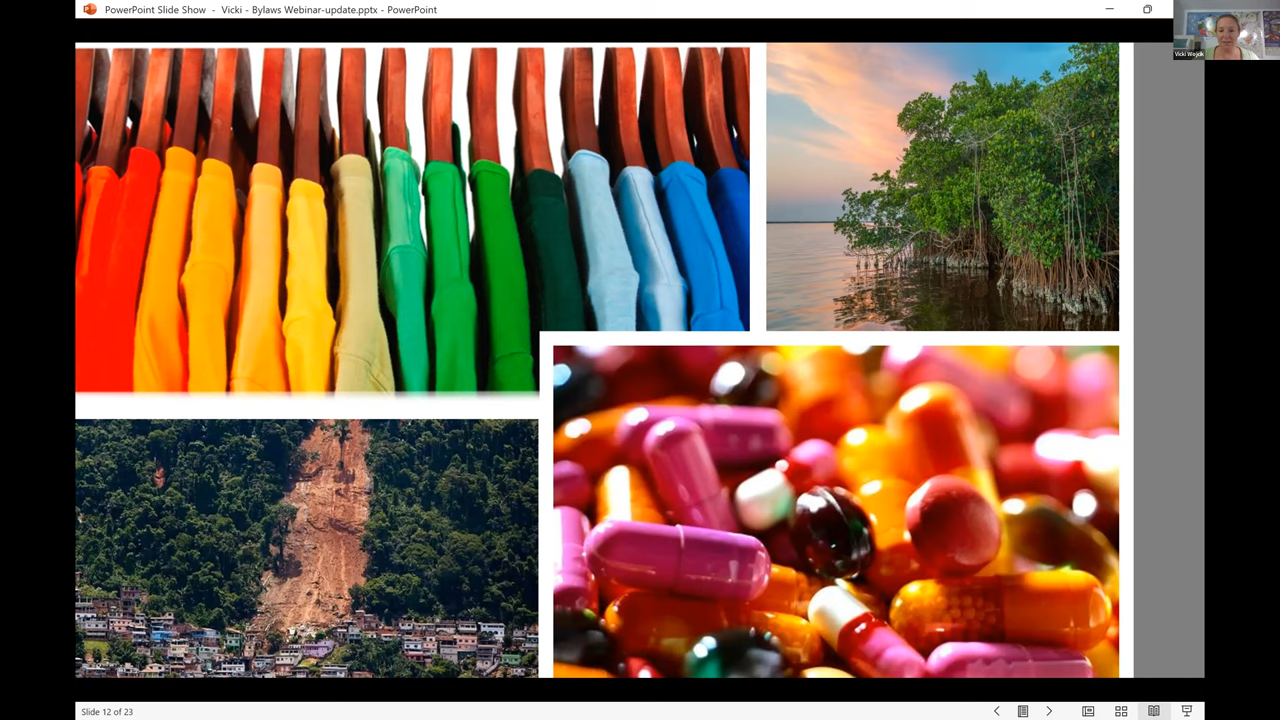 PowerPoint Slide Show - Vicki - Bylaws Webinar-update.pptx - PowerPoint
Vicki Wojcik
Slide 12 of 23